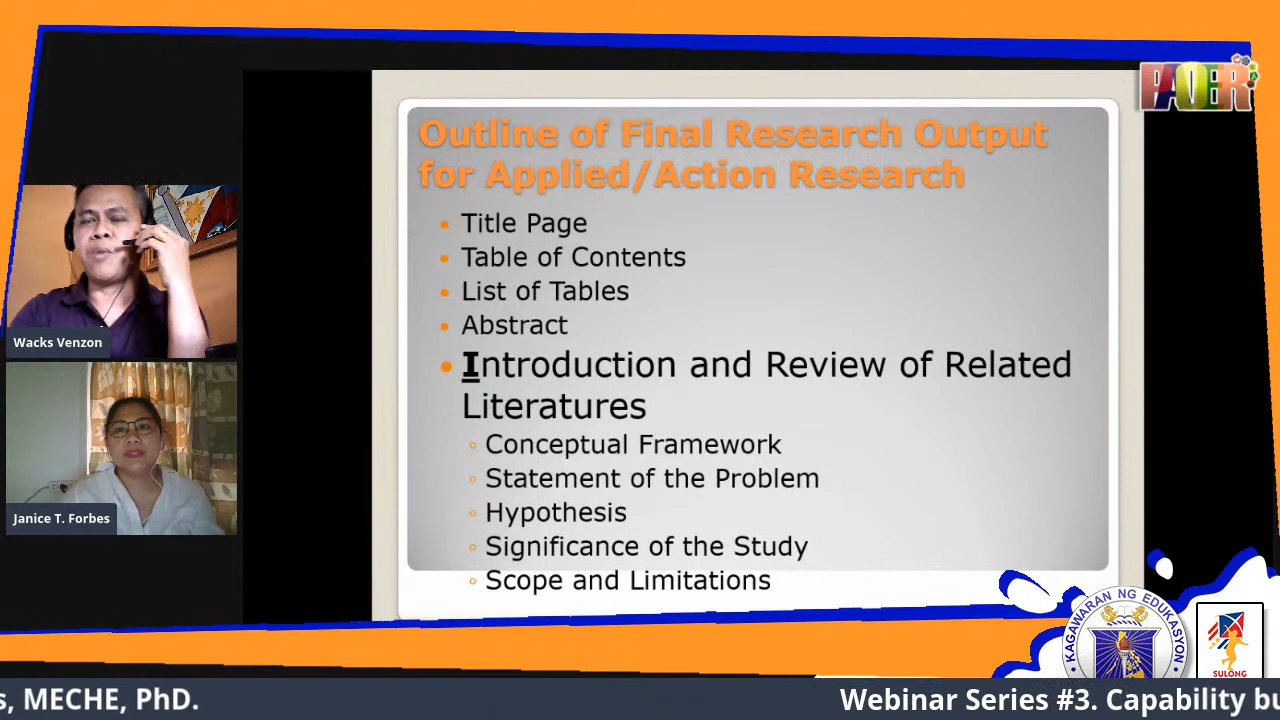 PAOER
Outline of Final Research Output
for Applied/Action Research
Title Page
Table of Contents
List of Tables
Abstract
Introduction and Review of Related
Literatures
Conceptual Framework
Statement of the Problem
Hypothesis
Significance of the Study
Scope and Limitations
Wacks Venzon
Janice T. Forbes
KAGAWARAN NG EDUKASYON
SULONG
s, MECHE, PhD.
Webinar Series #3. Capability bu